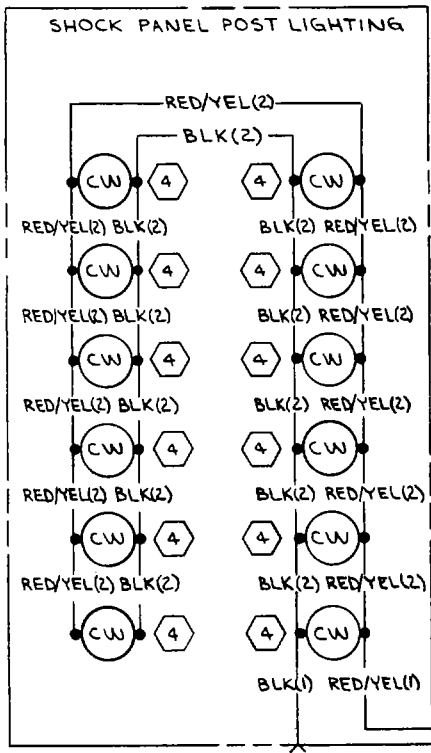 SHOCK PANEL POST LIGHTING
RED/YEL(2)
BLK(2)
CW 4 4 CW
RED/YEL(2) BLK(2) BLK(2) RED/YEL(2)
CW 4 4 CW
RED/YEL(2) BLK(2) BLK(2) RED/YEL(2)
CW 4 4 CW
RED/YEL(2) BLK(2) BLK(2) RED/YEL(2)
CW 4 4 CW
RED/YEL(2) BLK(2) BLK(2) RED/YEL(2)
CW 4 4 CW
RED/YEL(2) BLK(2) BLK(2) RED/YEL(2)
CW 4 4 CW
BLK(1) RED/YEL(1)